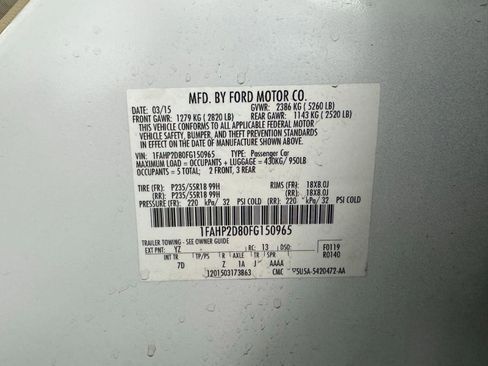 MFD. BY FORD MOTOR CO.
DATE: 03/15 GVWR: 2386 KG ( 5260 LB)
FRONT GAWR: 1279 KG ( 2820 LB) REAR GAWR: 1143 KG ( 2520 LB)
THIS VEHICLE CONFORMS TO ALL APPLICABLE FEDERAL MOTOR
VEHICLE SAFETY, BUMPER, AND THEFT PREVENTION STANDARDS
IN EFFECT ON THE DATE OF MANUFACTURE SHOWN ABOVE.
VIN: 1FAHP2D80FG150965 TYPE: Passenger Car
MAXIMUM LOAD = OCCUPANTS + LUGGAGE = 430KG/ 950LB
OCCUPANTS = 5 TOTAL; 2 FRONT, 3 REAR
TIRE (FR): P235/55R18 99H RIMS (FR): 18X8.0J
(RR): P235/55R18 99H (RR): 18X8.0J
PRESSURE (FR): 220 kPa/ 32 PSI COLD (RR): 220 kPa/ 32 PSI COLD
1FAHP2D80FG150965
TRAILER TOWING - SEE OWNER GUIDE
EXT PNT: YZ RC: 13 DSO: F0119
R0140
INT TR TP/PS R AXLE TR SPR
7D Z 1A J AAAA
1201503173863 CMC 5U5A-5420472-AA